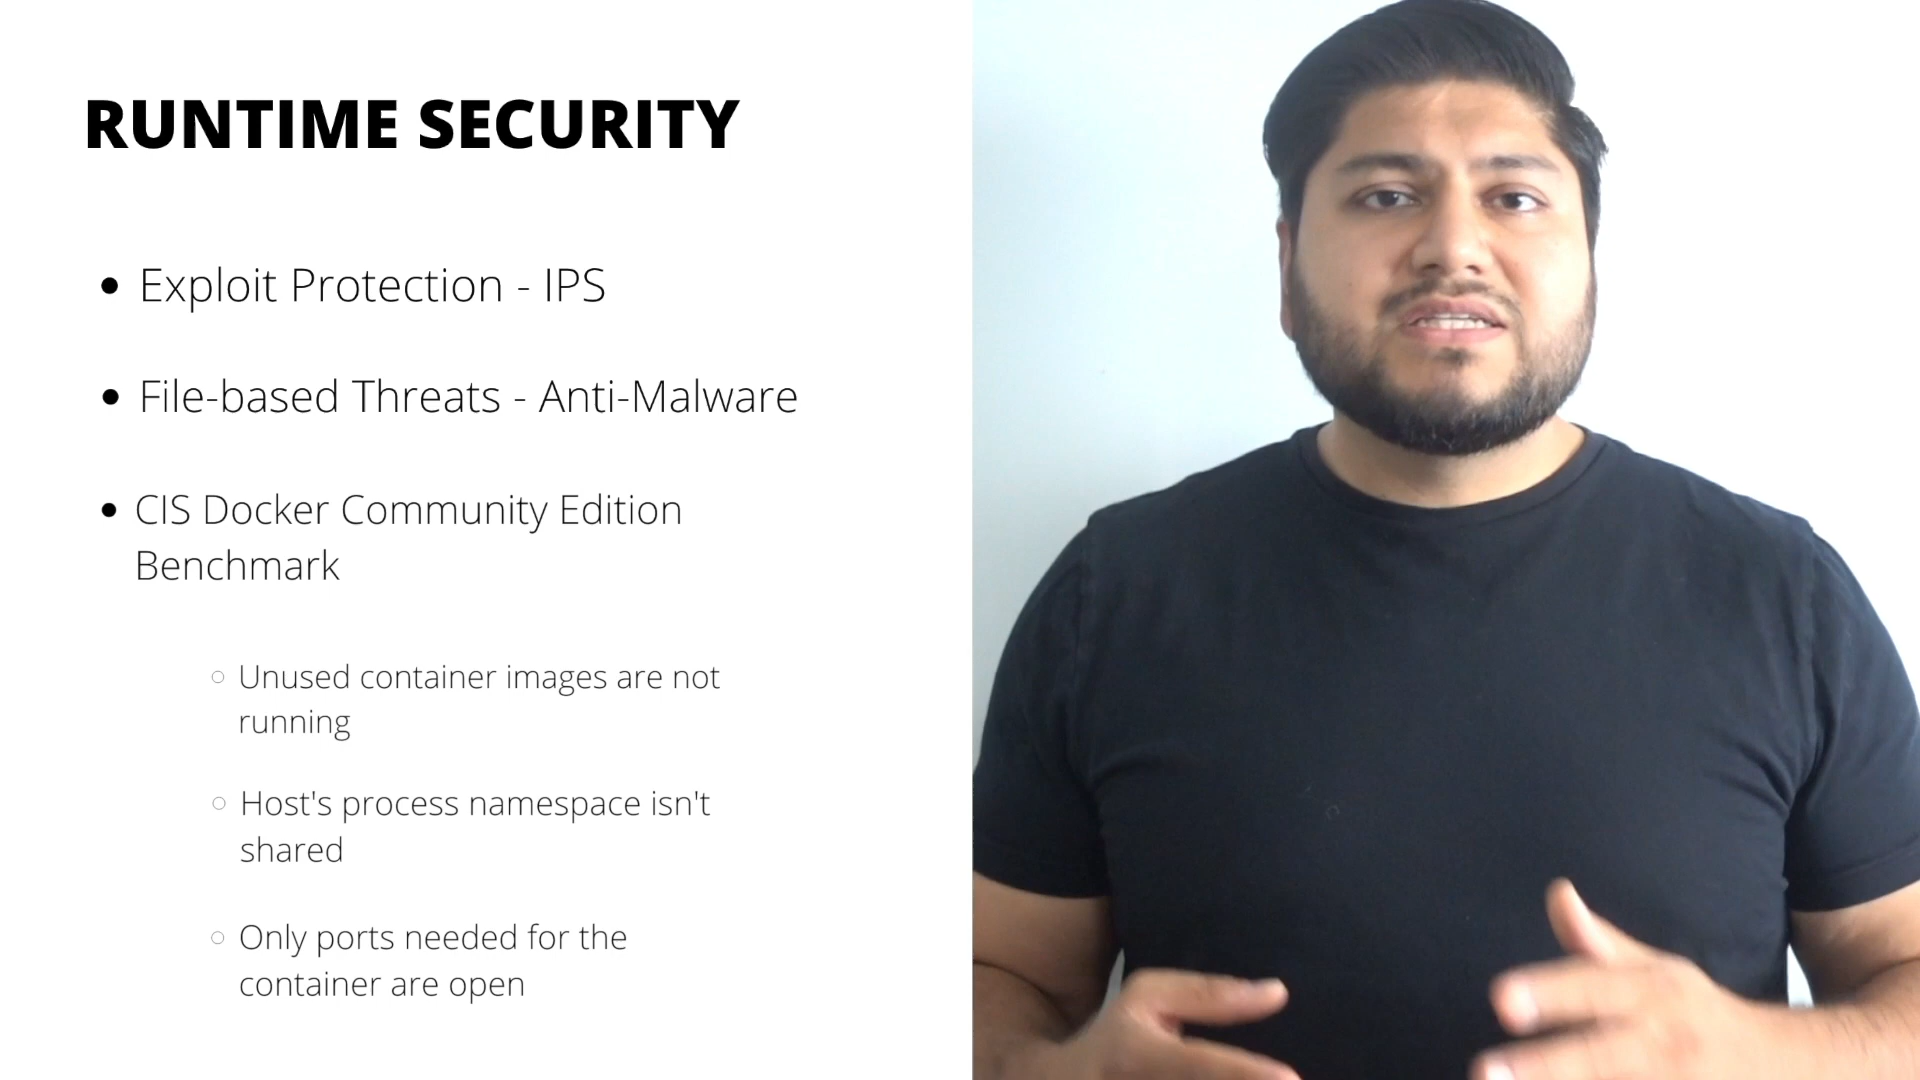 RUNTIME SECURITY
Exploit Protection - IPS
File-based Threats - Anti-Malware
CIS Docker Community Edition
Benchmark
Unused container images are not
running
Host's process namespace isn't
shared
Only ports needed for the
container are open